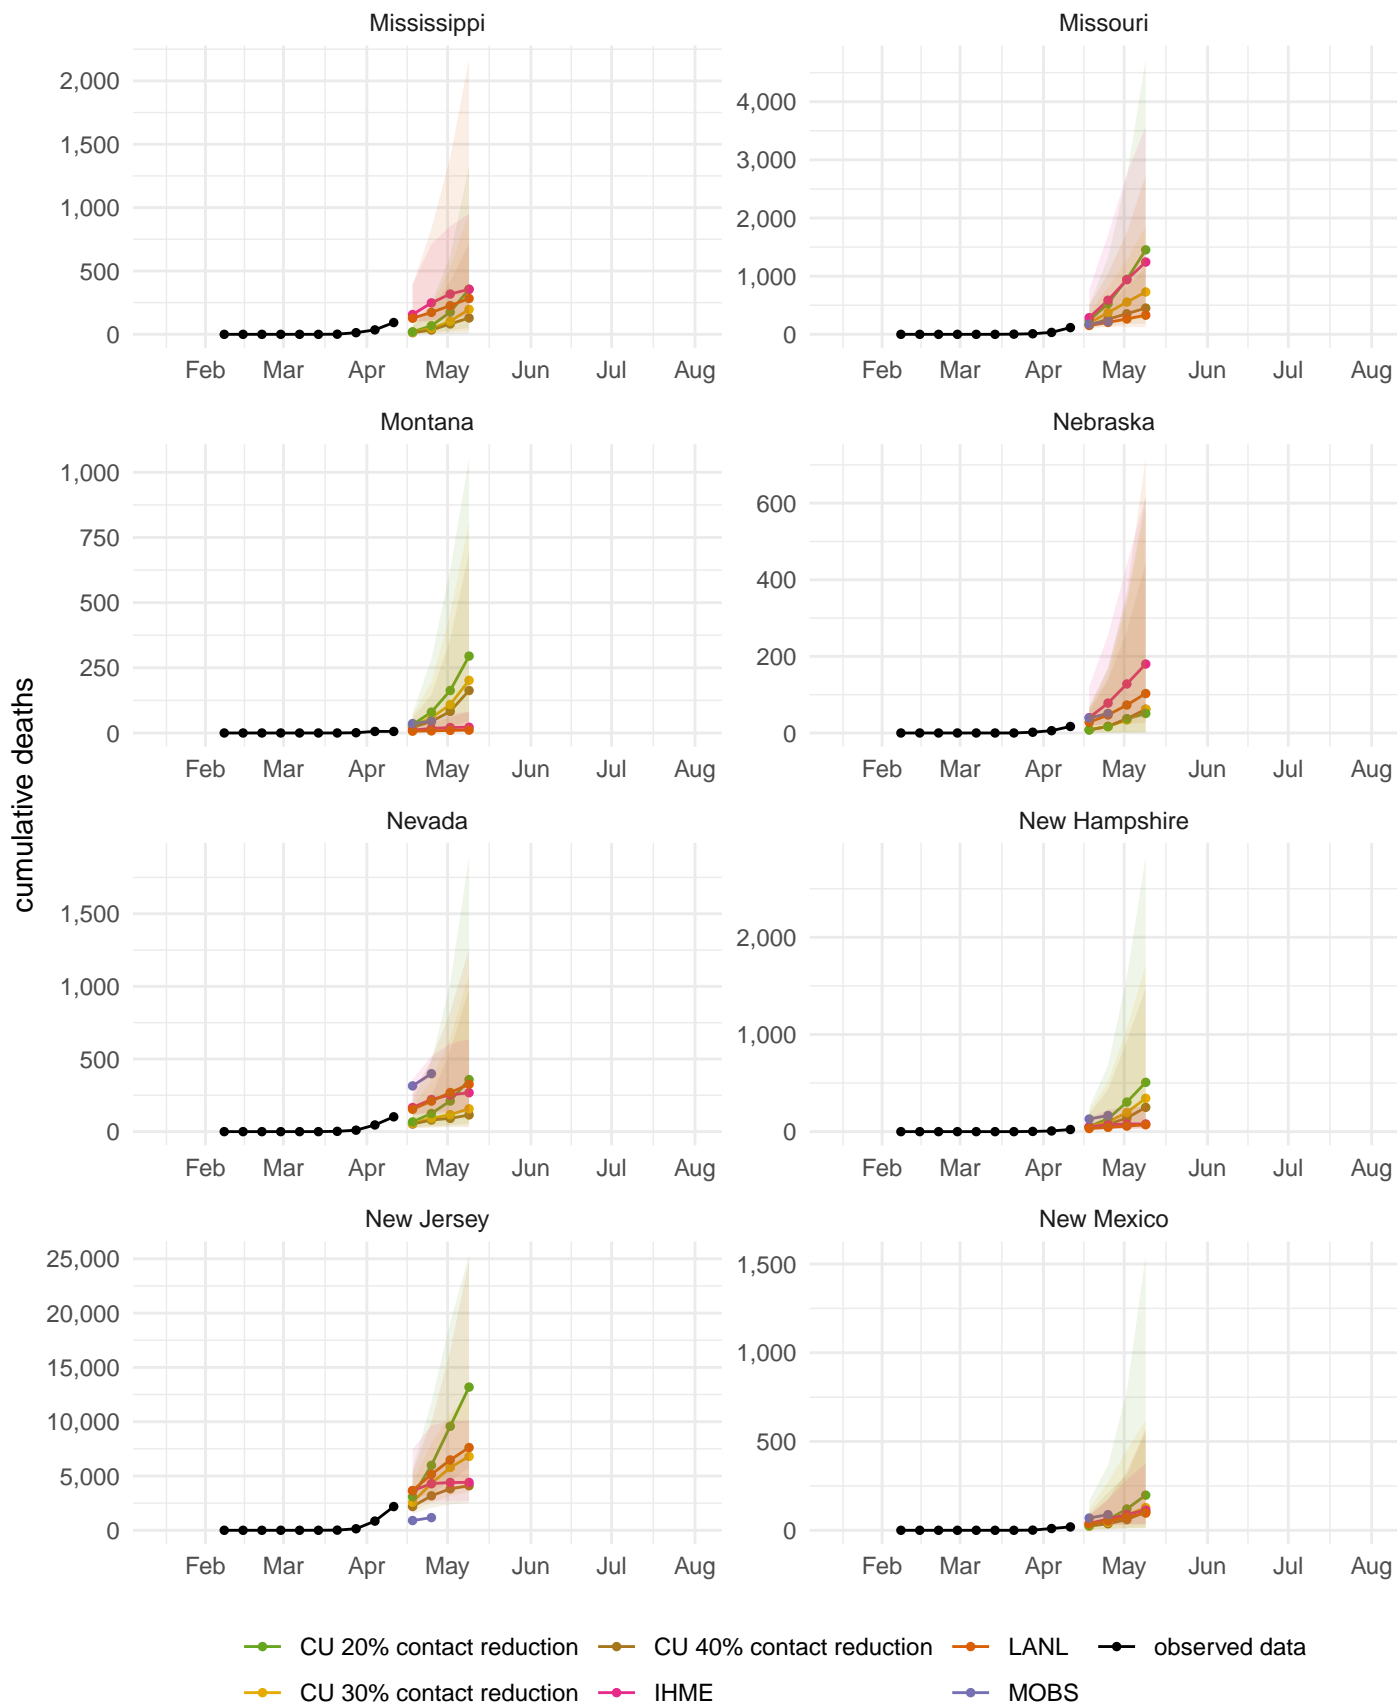 Mississippi
Missouri
2,000
1,500
1,000
500
0
4,000
3,000
2,000
1,000
0
Feb Mar Apr May Jun Jul Aug
Feb Mar Apr May Jun Jul Aug
Montana
Nebraska
1,000
750
500
250
0
600
400
200
0
Feb Mar Apr May Jun Jul Aug
Feb Mar Apr May Jun Jul Aug
cumulative deaths
Nevada
New Hampshire
1,500
1,000
500
0
2,000
1,000
0
Feb Mar Apr May Jun Jul Aug
Feb Mar Apr May Jun Jul Aug
New Jersey
New Mexico
25,000
20,000
15,000
10,000
5,000
0
1,500
1,000
500
0
Feb Mar Apr May Jun Jul Aug
Feb Mar Apr May Jun Jul Aug
CU 20% contact reduction CU 40% contact reduction LANL observed data
CU 30% contact reduction IHME MOBS